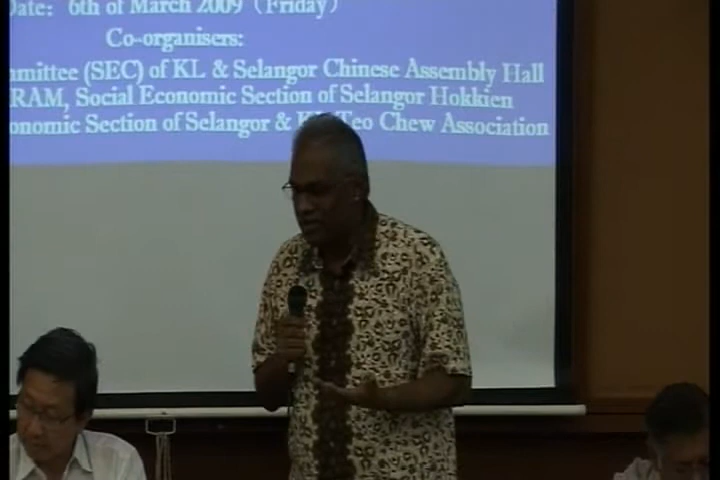 Date: 6th of March 2009 (Friday)
Co-organisers:
mmittee (SEC) of KL & Selangor Chinese Assembly Hall
RAM, Social Economic Section of Selangor Hokkien
onomic Section of Selangor & Teo Chew Association